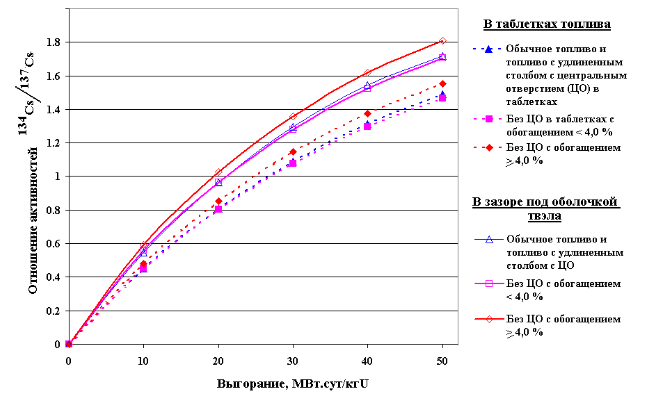 В таблетках топлива
Обычное топливо и
топливо с удлиненным
столбом с центральным
отверстием (ЦО) в
таблетках
Без ЦО в таблетках с
обогащением < 4,0 %
Без ЦО с обогащением
≥ 4,0 %
В зазоре под оболочкой
твэла
Обычное топливо и
топливо с удлиненным
столбом с ЦО
Без ЦО с обогащением
< 4,0 %
Без ЦО с обогащением
≥ 4,0 %
Отношение активностей 134Cs/137Cs
1.8
1.6
1.4
1.2
1
0.8
0.6
0.4
0.2
0
0 10 20 30 40 50
Выгорание, МВт.сут/кгU